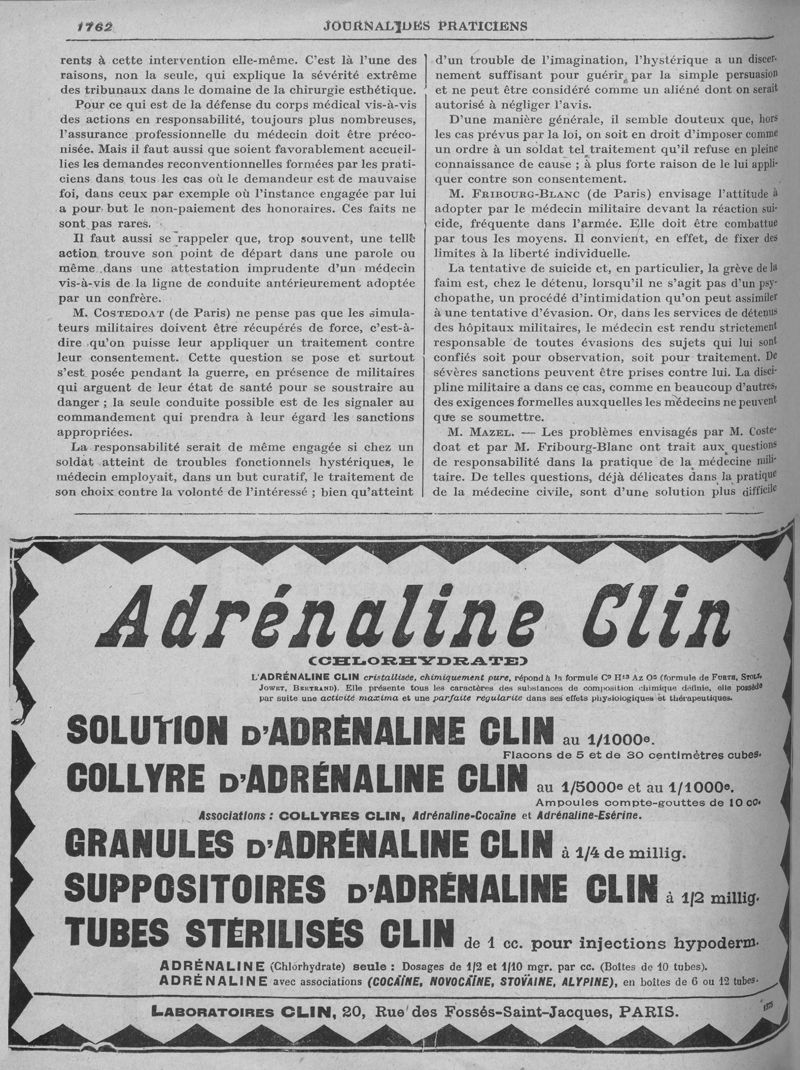 1762
JOURNAL DES PRATICIENS
rents à cette intervention elle-même. C'est là l'une des
raisons, non la seule, qui explique la sévérité extrême
des tribunaux dans le domaine de la chirurgie esthétique.
Pour ce qui est de la défense du corps médical vis-à-vis
des actions en responsabilité, toujours plus nombreuses,
l'assurance professionnelle du médecin doit être préco-
nisée. Mais il faut aussi que soient favorablement accueil-
lies les demandes reconventionnelles formées par les prati-
ciens dans tous les cas où le demandeur est de mauvaise
foi, dans ceux par exemple où l'instance engagée par lui
a pour but le non-paiement des honoraires. Ces faits ne
sont pas rares.
Il faut aussi se rappeler que, trop souvent, une telle
action trouve son point de départ dans une parole ou
même dans une attestation imprudente d'un médecin
vis-à-vis de la ligne de conduite antérieurement adoptée
par un confrère.
M. COSTEDOAT (de Paris) ne pense pas que les simula-
teurs militaires doivent être récupérés de force, c'est-à-
dire qu'on puisse leur appliquer un traitement contre
leur consentement. Cette question se pose et surtout
s'est posée pendant la guerre, en présence de militaires
qui arguent de leur état de santé pour se soustraire au
danger ; la seule conduite possible est de les signaler au
commandement qui prendra à leur égard les sanctions
appropriées.
La responsabilité serait de même engagée si chez un
soldat atteint de troubles fonctionnels hystériques, le
médecin employait, dans un but curatif, le traitement de
son choix contre la volonté de l'intéressé ; bien qu'atteint
d'un trouble de l'imagination, l'hystérique a un discer-
nement suffisant pour guérir par la simple persuasion
et ne peut être considéré comme un aliéné dont on serait
autorisé à négliger l'avis.
D'une manière générale, il semble douteux que, hors
les cas prévus par la loi, on soit en droit d'imposer comme
un ordre à un soldat tel traitement qu'il refuse en pleine
connaissance de cause ; à plus forte raison de le lui appli-
quer contre son consentement.
M. FRIBOURG-BLANC (de Paris) envisage l'attitude à
adopter par le médecin militaire devant la réaction sui-
cide, fréquente dans l'armée. Elle doit être combattue
par tous les moyens. Il convient, en effet, de fixer des
limites à la liberté individuelle.
La tentative de suicide et, en particulier, la grève de la
faim est, chez le détenu, lorsqu'il ne s'agit pas d'un psy-
chopathe, un procédé d'intimidation qu'on peut assimiler
à une tentative d'évasion. Or, dans les services de détenus
des hôpitaux militaires, le médecin est rendu strictement
responsable de toutes évasions des sujets qui lui sont
confiés soit pour observation, soit pour traitement. De
sévères sanctions peuvent être prises contre lui. La disci-
pline militaire a dans ce cas, comme en beaucoup d'autres,
des exigences formelles auxquelles les médecins ne peuvent
que se soumettre.
M. MAZEL. — Les problèmes envisagés par M. Coste-
doat et par M. Fribourg-Blanc ont trait aux questions
de responsabilité dans la pratique de la médecine mili-
taire. De telles questions, déjà délicates dans la pratique
de la médecine civile, sont d'une solution plus difficile
Adrénaline Clin
(CHLORHYDRATE)
L'ADRÉNALINE CLIN cristallisée, chimiquement pure, répond à la formule C⁹ H¹³ Az O³ (formule de FURTH, STOLZ,
JOWET, BERTRAND). Elle présente tous les caractères des substances de composition chimique définie, elle possède
par suite une activité maxima et une parfaite régularité dans ses effets physiologiques et thérapeutiques.
SOLUTION D'ADRÉNALINE CLIN au 1/1000e.
Flacons de 5 et de 30 centimètres cubes.
COLLYRE D'ADRÉNALINE CLIN au 1/5000e et au 1/1000e.
Ampoules compte-gouttes de 10 cc.
Associations : COLLYRES CLIN, Adrénaline-Cocaïne et Adrénaline-Esérine.
GRANULES D'ADRÉNALINE CLIN à 1/4 de millig.
SUPPOSITOIRES D'ADRÉNALINE CLIN à 1/2 millig.
TUBES STÉRILISÉS CLIN de 1 cc. pour injections hypoderm.
ADRÉNALINE (Chlorhydrate) seule : Dosages de 1/2 et 1/10 mgr. par cc. (Boîtes de 10 tubes).
ADRÉNALINE avec associations (COCAÏNE, NOVOCAÏNE, STOVAÏNE, ALYPINE), en boîtes de 6 ou 12 tubes.
LABORATOIRES CLIN, 20, Rue des Fossés-Saint-Jacques, PARIS.